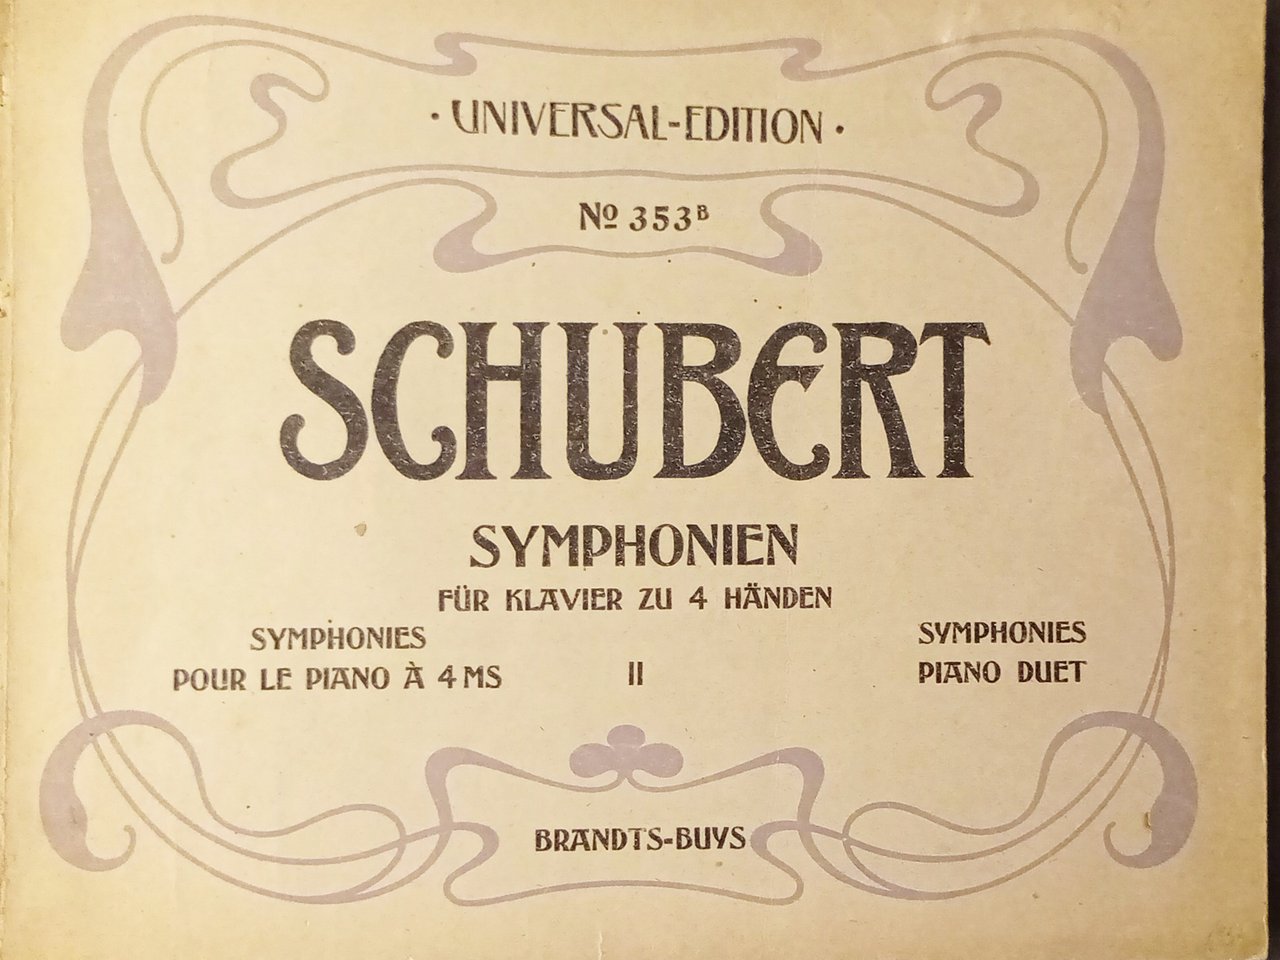 · UNIVERSAL-EDITION ·
Nº 353ᴮ
SCHUBERT
SYMPHONIEN
FÜR KLAVIER ZU 4 HÄNDEN
SYMPHONIES
POUR LE PIANO À 4 MS
II
SYMPHONIES
PIANO DUET
BRANDTS-BUYS